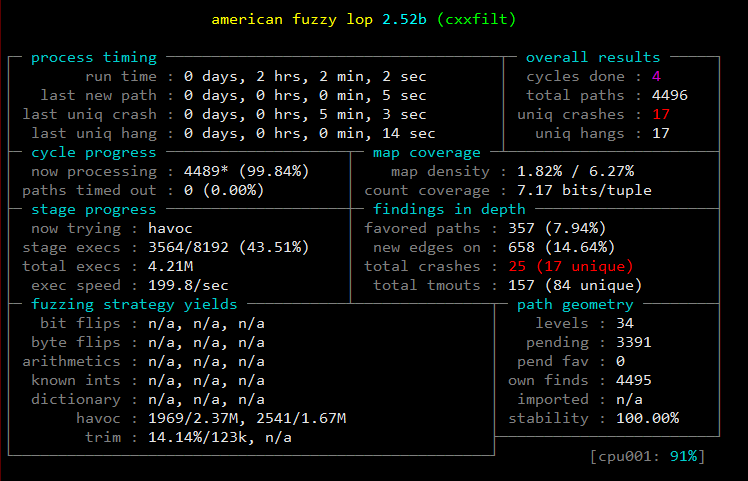 american fuzzy lop 2.52b (cxxfilt)
process timing overall results
run time : 0 days, 2 hrs, 2 min, 2 sec cycles done : 4
last new path : 0 days, 0 hrs, 0 min, 5 sec total paths : 4496
last uniq crash : 0 days, 0 hrs, 5 min, 3 sec uniq crashes : 17
last uniq hang : 0 days, 0 hrs, 0 min, 14 sec uniq hangs : 17
cycle progress map coverage
now processing : 4489* (99.84%) map density : 1.82% / 6.27%
paths timed out : 0 (0.00%) count coverage : 7.17 bits/tuple
stage progress findings in depth
now trying : havoc favored paths : 357 (7.94%)
stage execs : 3564/8192 (43.51%) new edges on : 658 (14.64%)
total execs : 4.21M total crashes : 25 (17 unique)
exec speed : 199.8/sec total tmouts : 157 (84 unique)
fuzzing strategy yields path geometry
bit flips : n/a, n/a, n/a levels : 34
byte flips : n/a, n/a, n/a pending : 3391
arithmetics : n/a, n/a, n/a pend fav : 0
known ints : n/a, n/a, n/a own finds : 4495
dictionary : n/a, n/a, n/a imported : n/a
havoc : 1969/2.37M, 2541/1.67M stability : 100.00%
trim : 14.14%/123k, n/a
[cpu001: 91%]